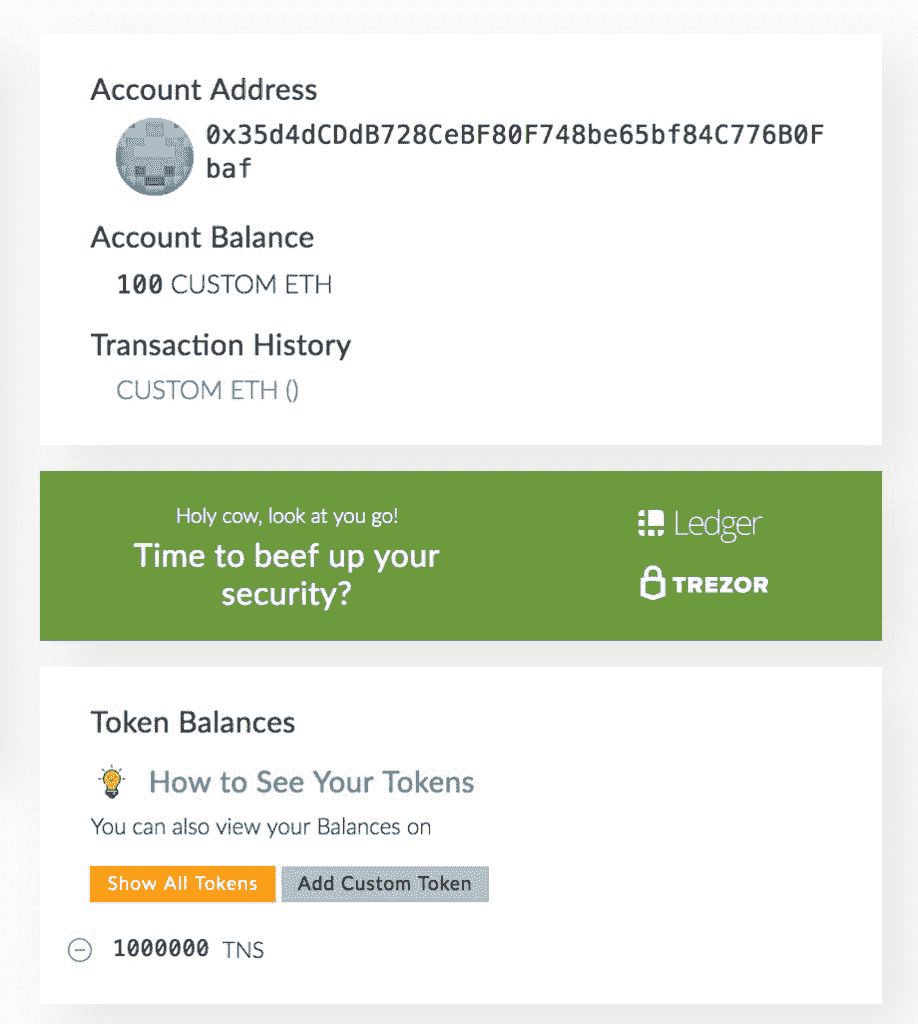 Account Address
0x35d4dCDdB728CeBF80F748be65bf84C776B0F
baf
Account Balance
100 CUSTOM ETH
Transaction History
CUSTOM ETH ()
Holy cow, look at you go!
Time to beef up your
security?
Ledger
TREZOR
Token Balances
How to See Your Tokens
You can also view your Balances on
Show All Tokens
Add Custom Token
1000000 TNS